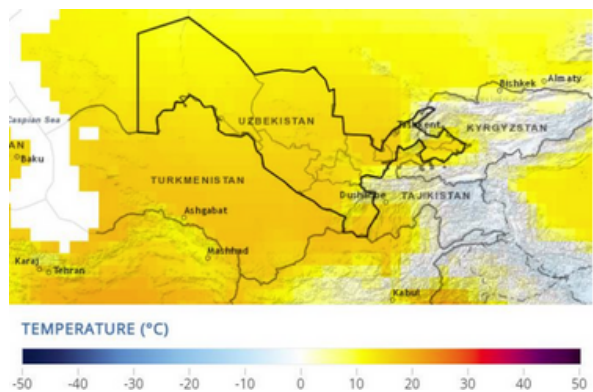 Bishkek
Almaty
Caspian Sea
UZBEKISTAN
Tashkent
KYRGYZSTAN
AN
Baku
TURKMENISTAN
Dushanbe
TAJIKISTAN
Ashgabat
Mashhad
Karaj
Tehran
Kabul
TEMPERATURE (°C)
-50 -40 -30 -20 -10 0 10 20 30 40 50